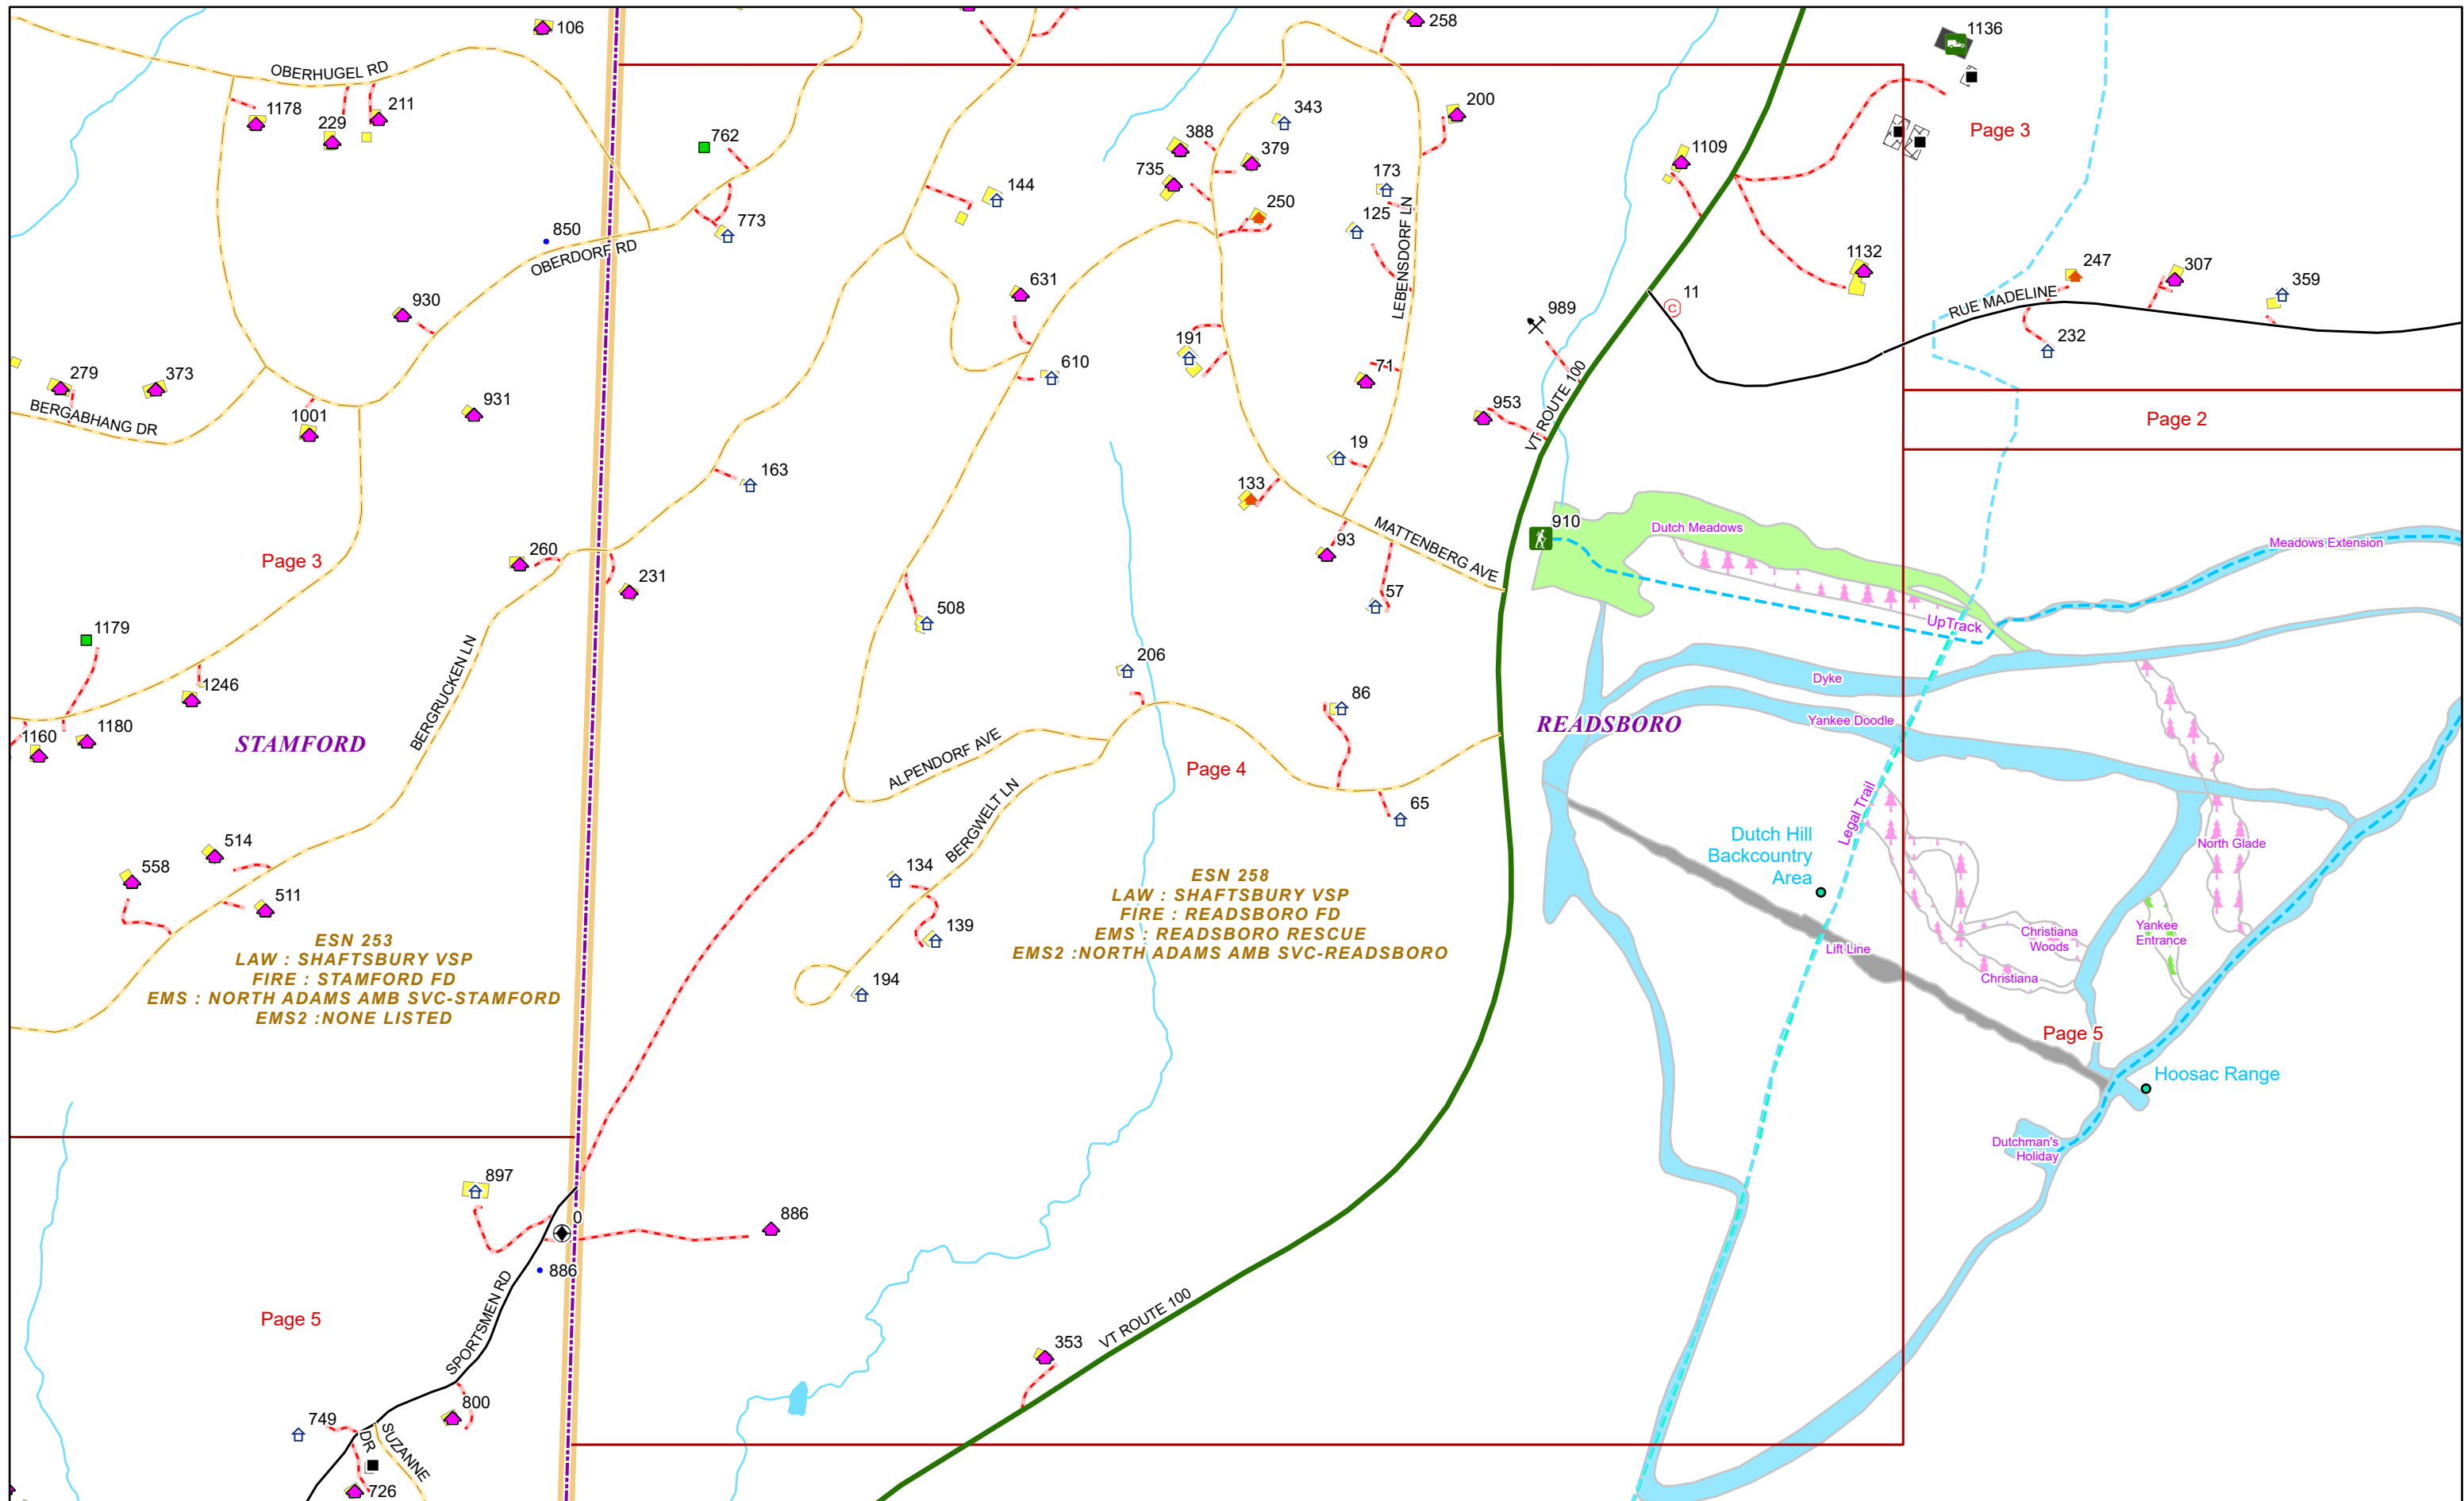 106
258
1136
OBERHUGEL RD
1178
229
211
762
343
200
388
379
735
Page 3
1109
144
173
250
125
773
850
OBERDORF RD
LEBENSDORF LN
1132
247
307
359
631
930
11
989
RUE MADELINE
232
191
610
71
279
373
931
1001
BERGABHANG DR
953
VT ROUTE 100
Page 2
19
163
133
910
Dutch Meadows
MATTENBERG AVE
93
Meadows Extension
260
Page 3
231
57
508
UpTrack
1179
206
BERGRUCKEN LN
1246
Dyke
86
1180
1160
STAMFORD
READSBORO
Yankee Doodle
ALPENDORF AVE
Page 4
BERGWELT LN
65
Legal Trail
Dutch Hill
Backcountry
Area
514
558
511
134
139
194
North Glade
ESN 258
LAW : SHAFTSBURY VSP
FIRE : READSBORO FD
EMS : READSBORO RESCUE
EMS2 :NORTH ADAMS AMB SVC-READSBORO
ESN 253
LAW : SHAFTSBURY VSP
FIRE : STAMFORD FD
EMS : NORTH ADAMS AMB SVC-STAMFORD
EMS2 :NONE LISTED
Lift Line
Christiana
Woods
Yankee
Entrance
Christiana
Page 5
Hoosac Range
Dutchman's
Holiday
897
0
886
886
Page 5
SPORTSMEN RD
353
VT ROUTE 100
800
749
SUZANNE
DR
726
C